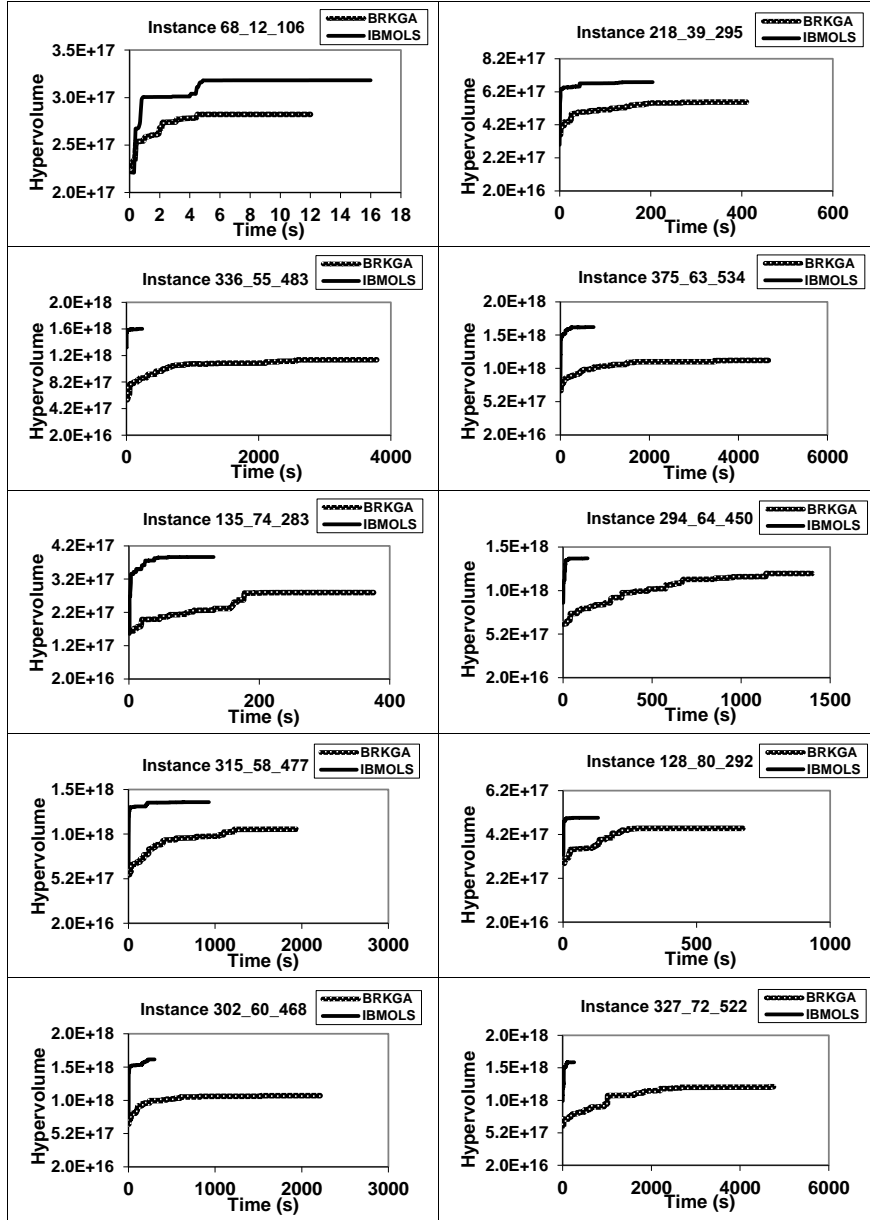 Instance 68_12_106
BRKGA
IBMOLS
Hypervolume
3.5E+17
3.0E+17
2.5E+17
2.0E+17
0 2 4 6 8 10 12 14 16 18
Time (s)
Instance 218_39_295
BRKGA
IBMOLS
Hypervolume
8.2E+17
6.2E+17
4.2E+17
2.2E+17
2.0E+16
0 200 400 600
Time (s)
Instance 336_55_483
BRKGA
IBMOLS
Hypervolume
2.0E+18
1.6E+18
1.2E+18
8.2E+17
4.2E+17
2.0E+16
0 2000 4000
Time (s)
Instance 375_63_534
BRKGA
IBMOLS
Hypervolume
2.0E+18
1.5E+18
1.0E+18
5.2E+17
2.0E+16
0 2000 4000 6000
Time (s)
Instance 135_74_283
BRKGA
IBMOLS
Hypervolume
4.2E+17
3.2E+17
2.2E+17
1.2E+17
2.0E+16
0 200 400
Time (s)
Instance 294_64_450
BRKGA
IBMOLS
Hypervolume
1.5E+18
1.0E+18
5.2E+17
2.0E+16
0 500 1000 1500
Time (s)
Instance 315_58_477
BRKGA
IBMOLS
Hypervolume
1.5E+18
1.0E+18
5.2E+17
2.0E+16
0 1000 2000 3000
Time (s)
Instance 128_80_292
BRKGA
IBMOLS
Hypervolume
6.2E+17
4.2E+17
2.2E+17
2.0E+16
0 500 1000
Time (s)
Instance 302_60_468
BRKGA
IBMOLS
Hypervolume
2.0E+18
1.5E+18
1.0E+18
5.2E+17
2.0E+16
0 1000 2000 3000
Time (s)
Instance 327_72_522
BRKGA
IBMOLS
Hypervolume
2.0E+18
1.5E+18
1.0E+18
5.2E+17
2.0E+16
0 2000 4000 6000
Time (s)